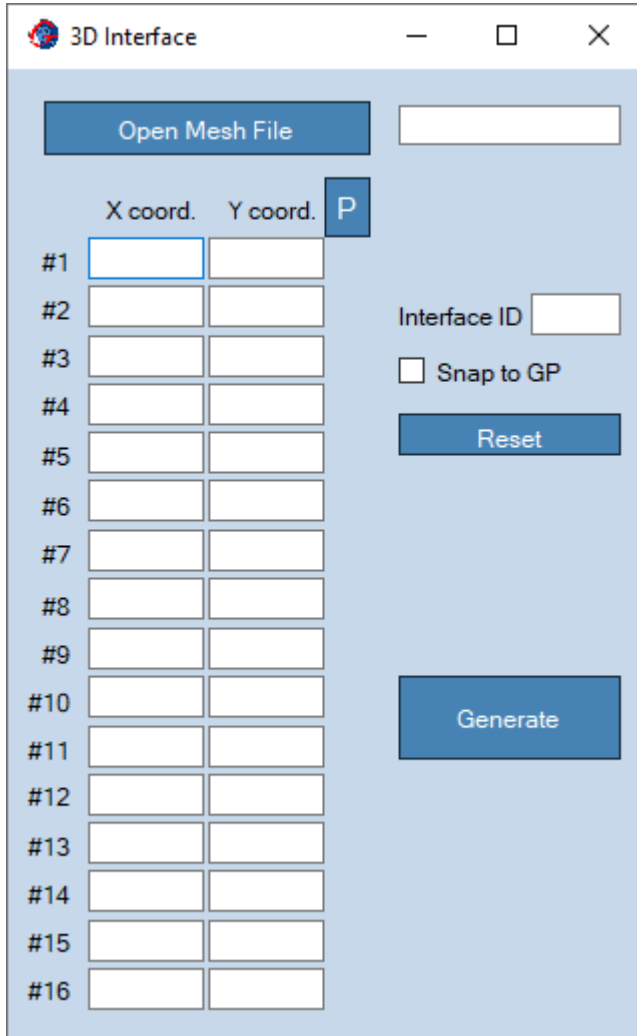 3D Interface
Open Mesh File
X coord. Y coord. P
#1
#2
Interface ID
#3
Snap to GP
#4
Reset
#5
#6
#7
#8
#9
#10
Generate
#11
#12
#13
#14
#15
#16